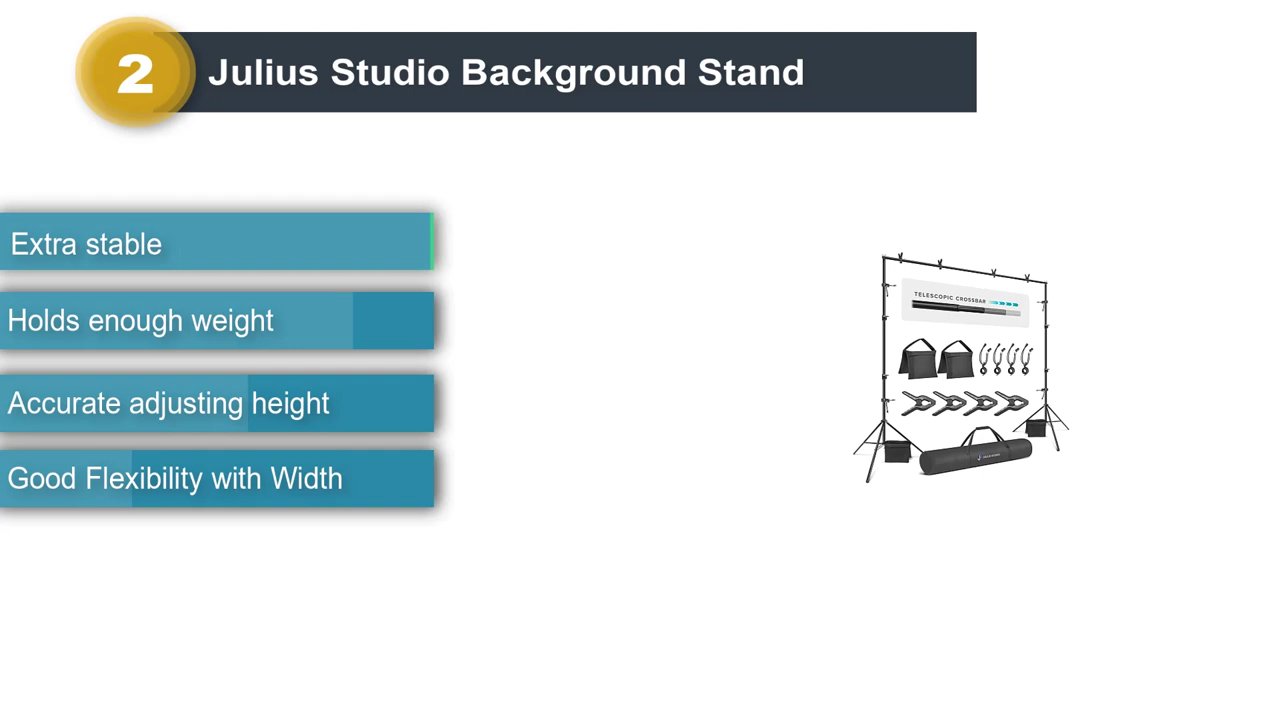 2
Julius Studio Background Stand
Extra stable
Holds enough weight
Accurate adjusting height
Good Flexibility with Width
TELESCOPIC CROSSBAR